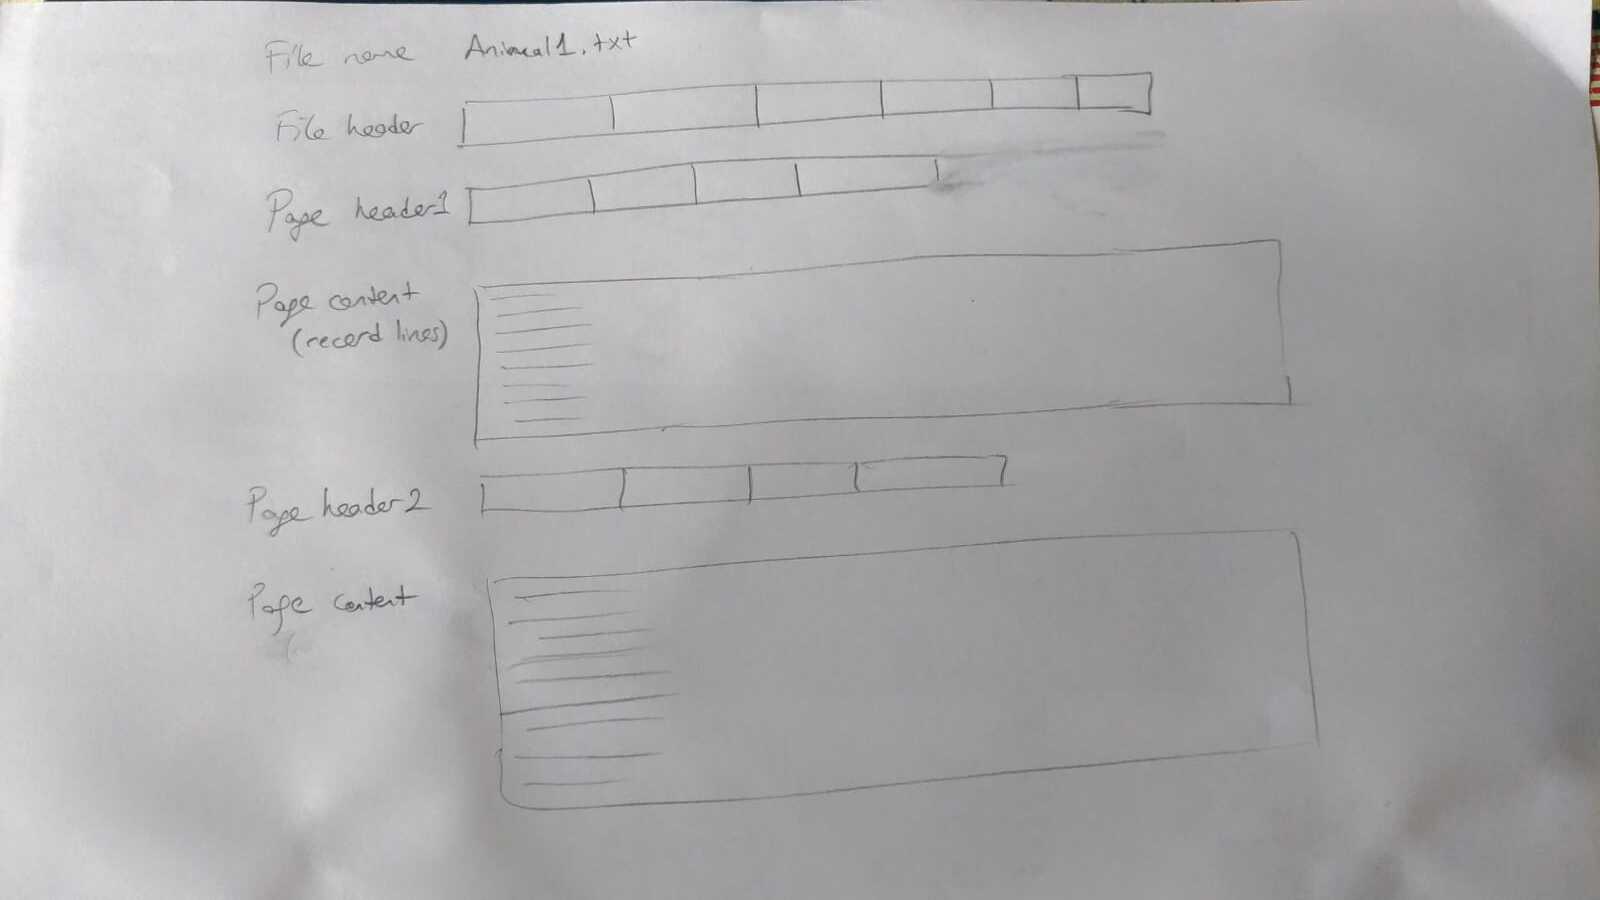 File name Animal1.txt
File header
Page header1
Page content
(record lines)
Page header2
Page content